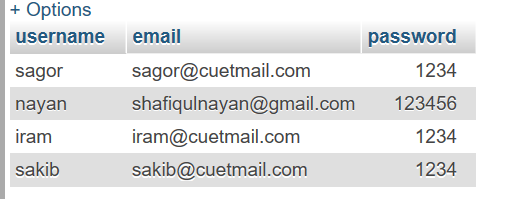 + Options
username email password
sagor sagor@cuetmail.com 1234
nayan shafiqulnayan@gmail.com 123456
iram iram@cuetmail.com 1234
sakib sakib@cuetmail.com 1234